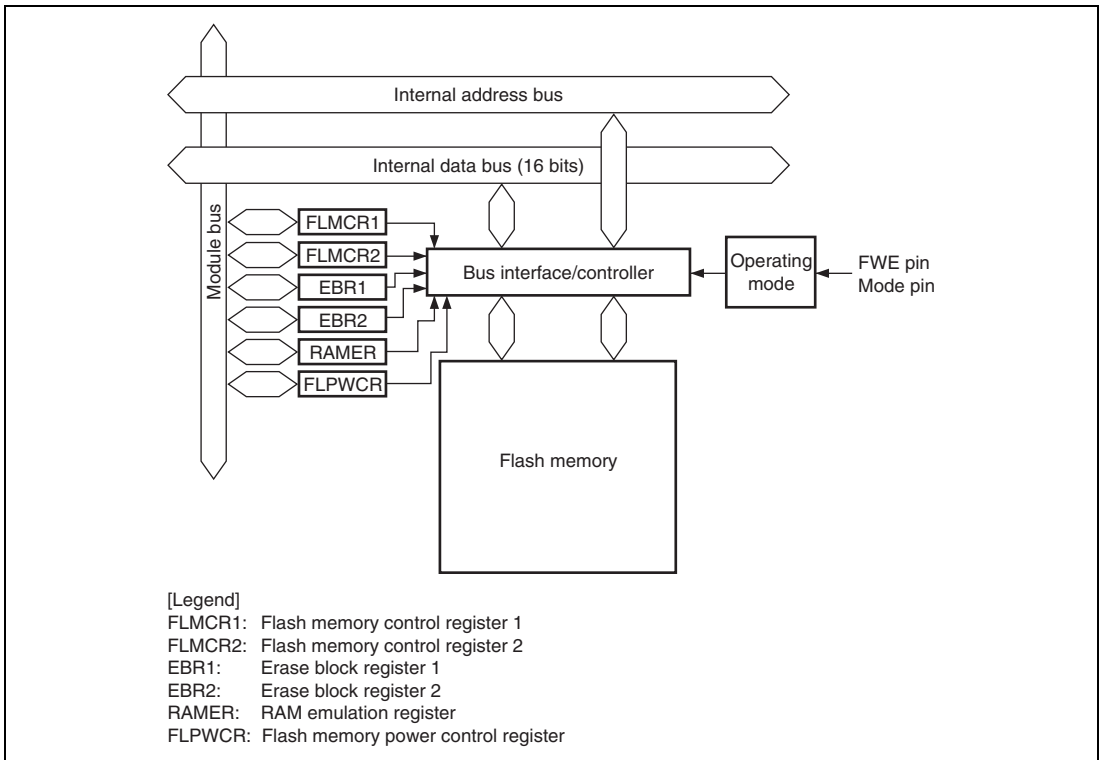 Internal address bus
Internal data bus (16 bits)
Module bus
FLMCR1
FLMCR2
EBR1
EBR2
RAMER
FLPWCR
Bus interface/controller
Operating
mode
FWE pin
Mode pin
Flash memory
[Legend]
FLMCR1: Flash memory control register 1
FLMCR2: Flash memory control register 2
EBR1: Erase block register 1
EBR2: Erase block register 2
RAMER: RAM emulation register
FLPWCR: Flash memory power control register